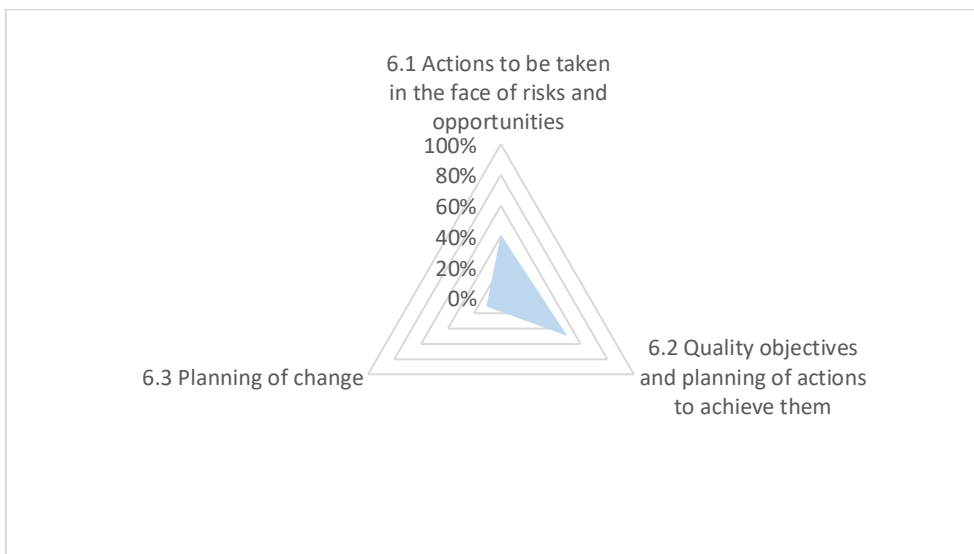 6.1 Actions to be taken
in the face of risks and
opportunities
100%
80%
60%
40%
20%
0%
6.2 Quality objectives
and planning of actions
to achieve them
6.3 Planning of change